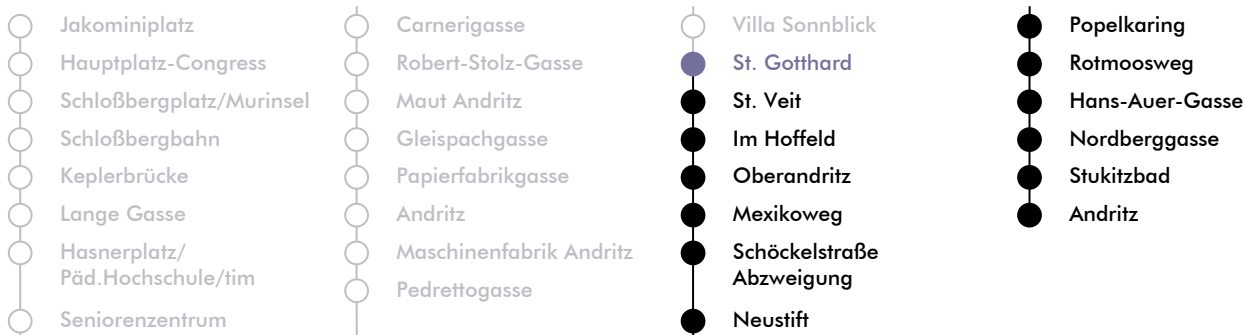 Jakominiplatz
Hauptplatz-Congress
Schloßbergplatz/Murinsel
Schloßbergbahn
Keplerbrücke
Lange Gasse
Hasnerplatz/
Päd.Hochschule/tim
Seniorenzentrum
Carnerigasse
Robert-Stolz-Gasse
Maut Andritz
Gleispachgasse
Papierfabrikgasse
Andritz
Maschinenfabrik Andritz
Pedrettogasse
Villa Sonnblick
St. Gotthard
St. Veit
Im Hoffeld
Oberandritz
Mexikoweg
Schöckelstraße
Abzweigung
Neustift
Popelkaring
Rotmoosweg
Hans-Auer-Gasse
Nordberggasse
Stukitzbad
Andritz